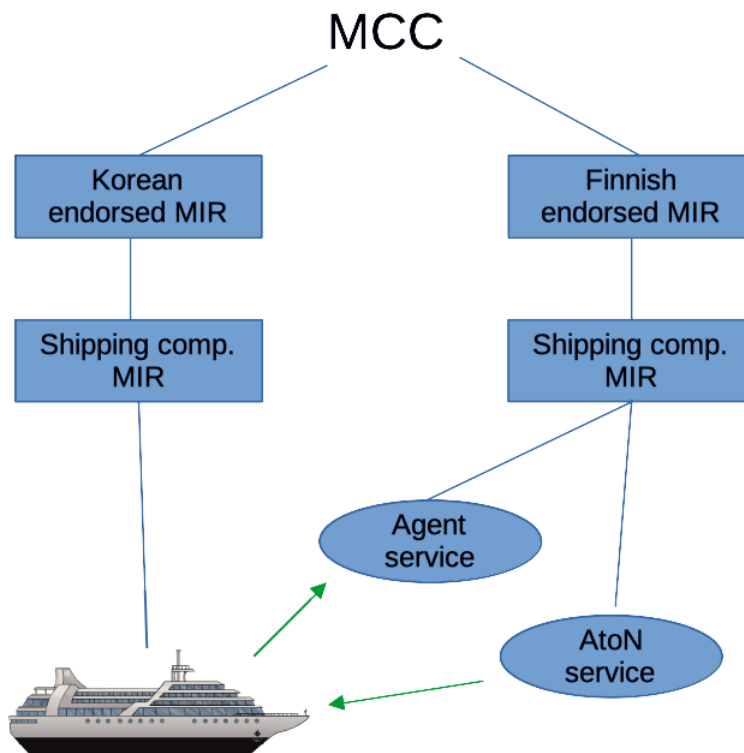 MCC
Korean
endorsed MIR
Finnish
endorsed MIR
Shipping comp.
MIR
Shipping comp.
MIR
Agent
service
AtoN
service